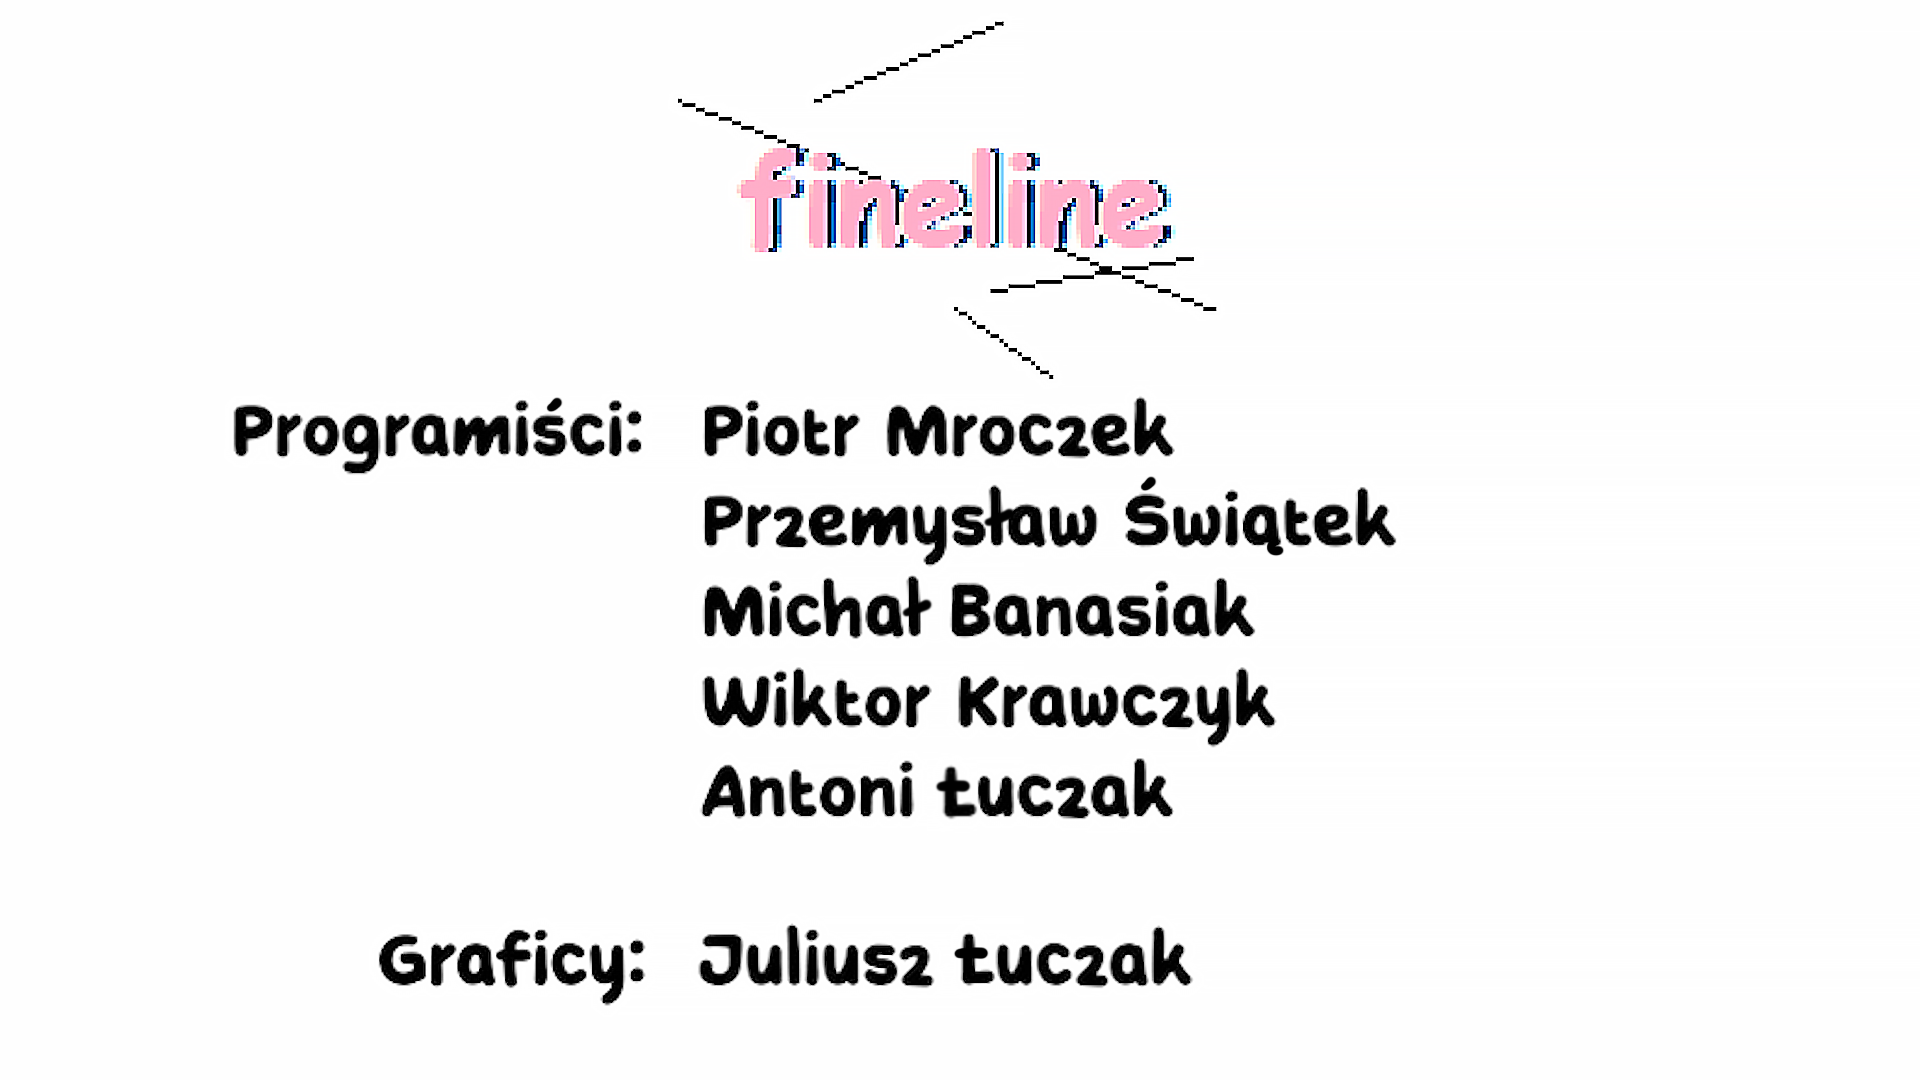 fineline
Programiści: Piotr Mroczek
Przemysław Świątek
Michał Banasiak
Wiktor Krawczyk
Antoni Łuczak
Graficy: Juliusz Łuczak